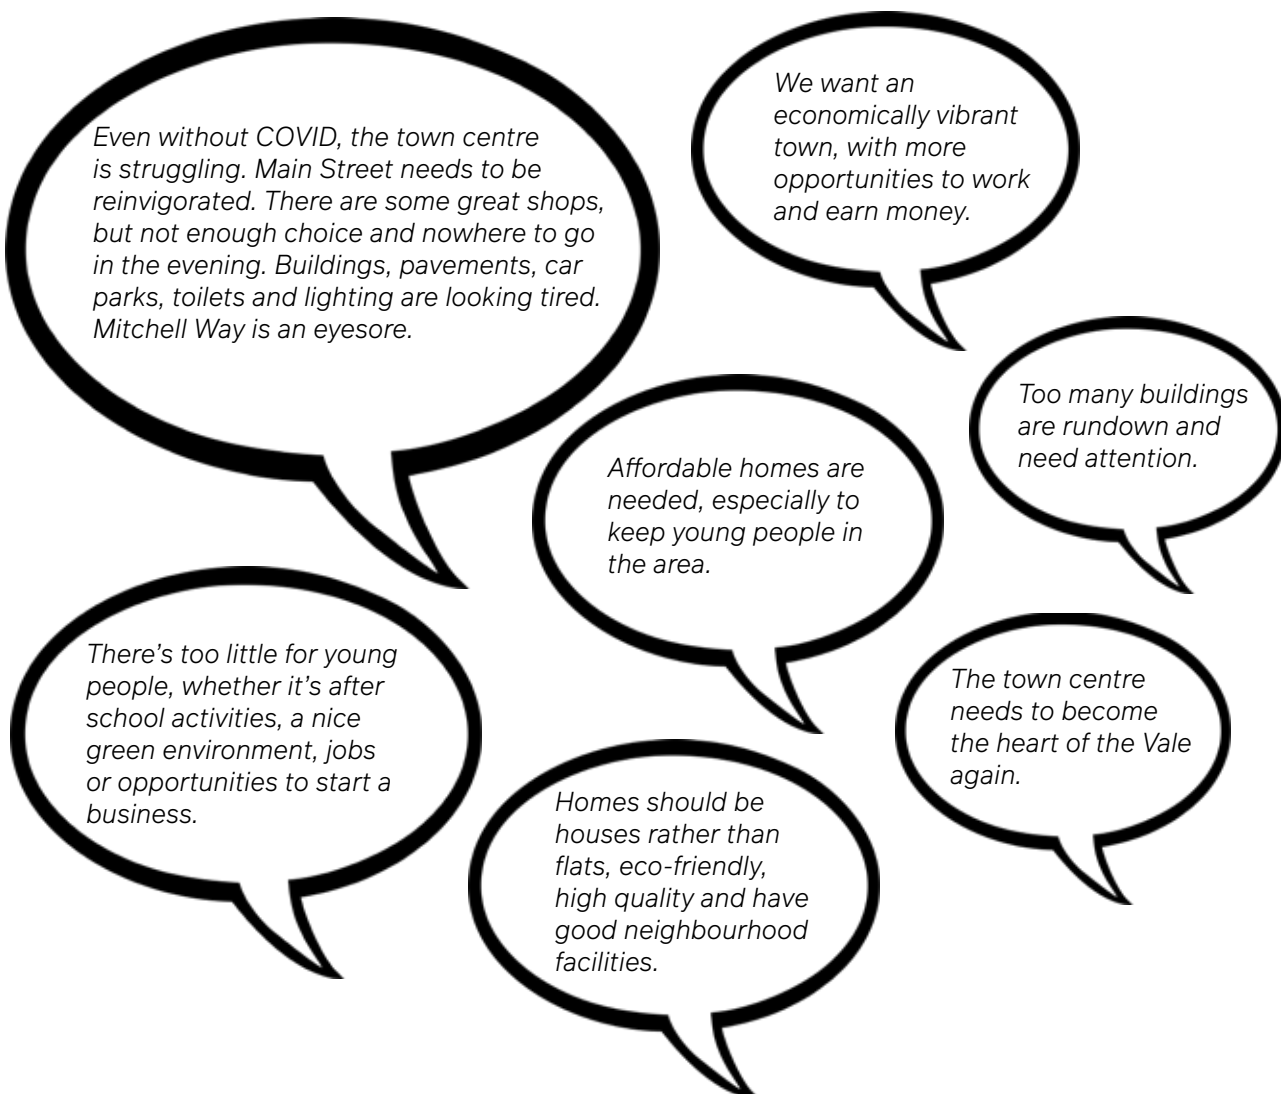 Even without COVID, the town centre
is struggling. Main Street needs to be
reinvigorated. There are some great shops,
but not enough choice and nowhere to go
in the evening. Buildings, pavements, car
parks, toilets and lighting are looking tired.
Mitchell Way is an eyesore.
We want an
economically vibrant
town, with more
opportunities to work
and earn money.
Too many buildings
are rundown and
need attention.
Affordable homes are
needed, especially to
keep young people in
the area.
There’s too little for young
people, whether it’s after
school activities, a nice
green environment, jobs
or opportunities to start a
business.
The town centre
needs to become
the heart of the Vale
again.
Homes should be
houses rather than
flats, eco-friendly,
high quality and have
good neighbourhood
facilities.